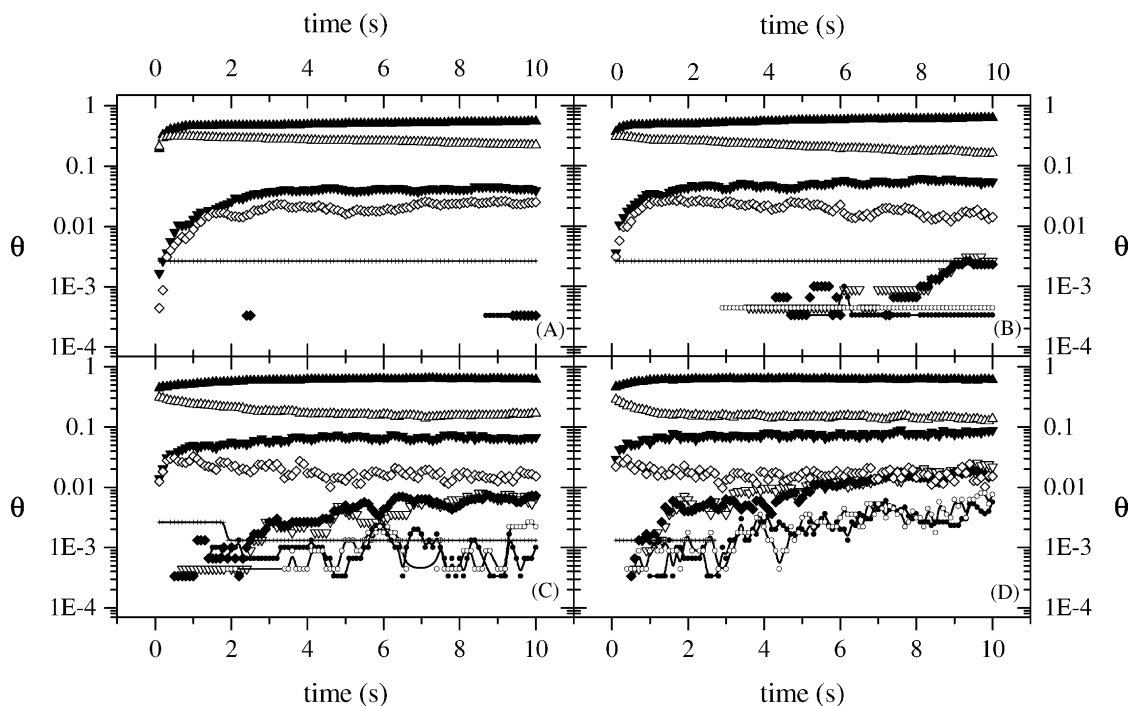 time (s) time (s)
0 2 4 6 8 10 0 2 4 6 8 10
1 1
0.1 0.1
0.01 0.01
θ θ
1E-3 1E-3
(A) (B)
1E-4 1E-4
1 1
0.1 0.1
0.01 0.01
θ θ
1E-3 1E-3
(C) (D)
1E-4 1E-4
0 2 4 6 8 10 0 2 4 6 8 10
time (s) time (s)